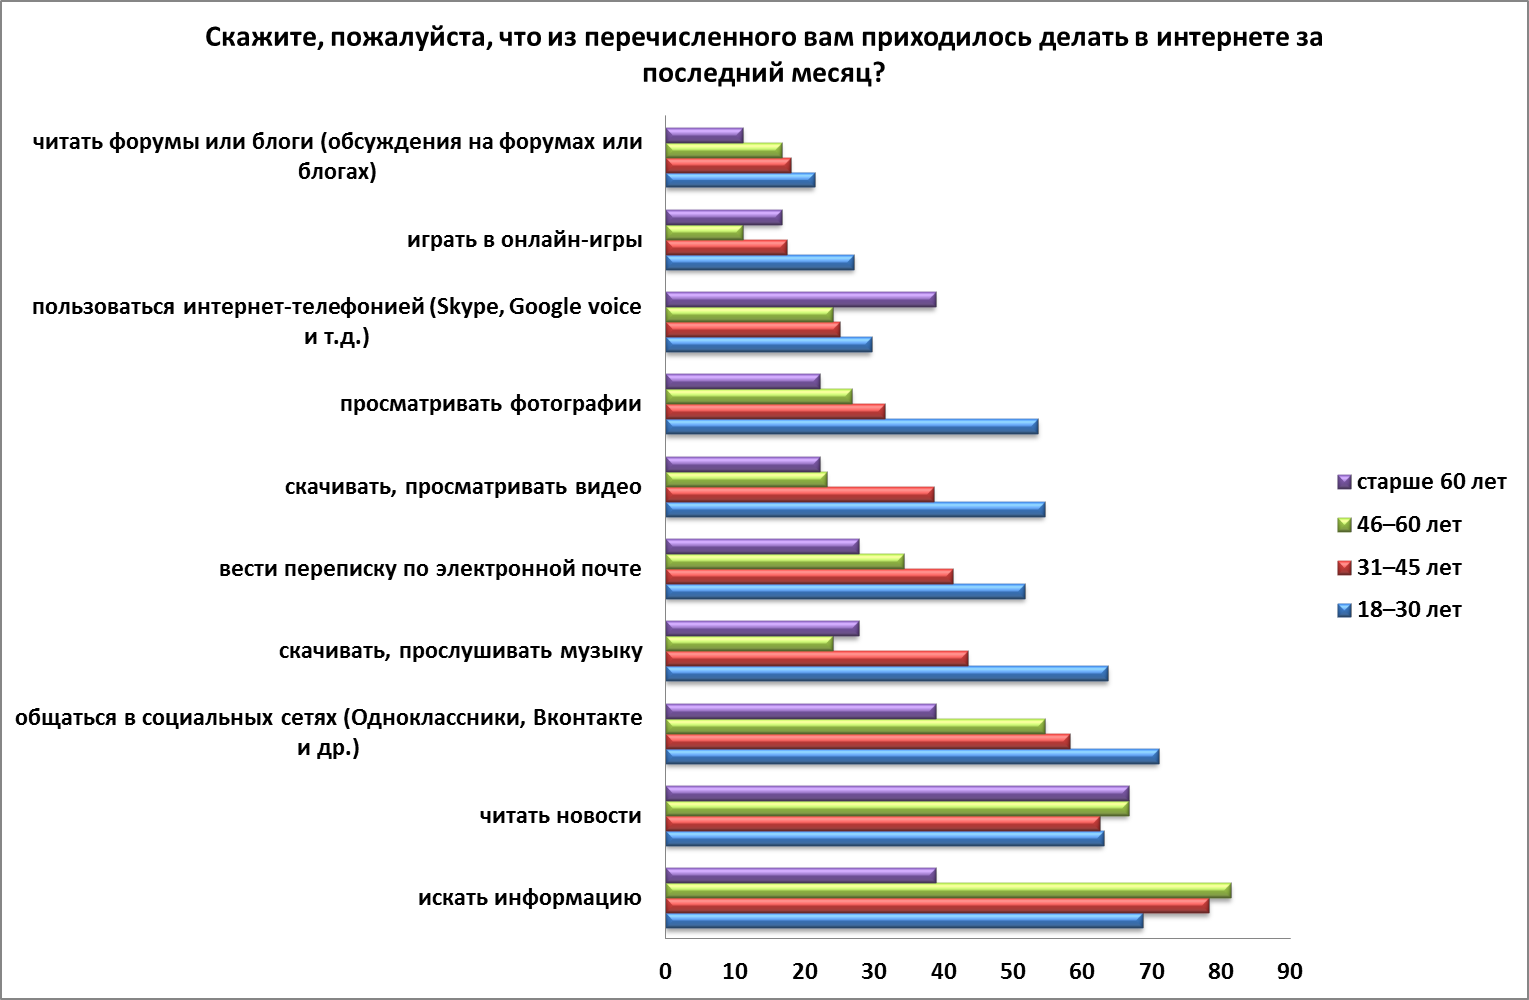 Скажите, пожалуйста, что из перечисленного вам приходилось делать в интернете за
последний месяц?
читать форумы или блоги (обсуждения на форумах или
блогах)
играть в онлайн-игры
пользоваться интернет-телефонией (Skype, Google voice
и т.д.)
просматривать фотографии
скачивать, просматривать видео
вести переписку по электронной почте
скачивать, прослушивать музыку
общаться в социальных сетях (Одноклассники, Вконтакте
и др.)
читать новости
искать информацию
0 10 20 30 40 50 60 70 80 90
старше 60 лет
46–60 лет
31–45 лет
18–30 лет